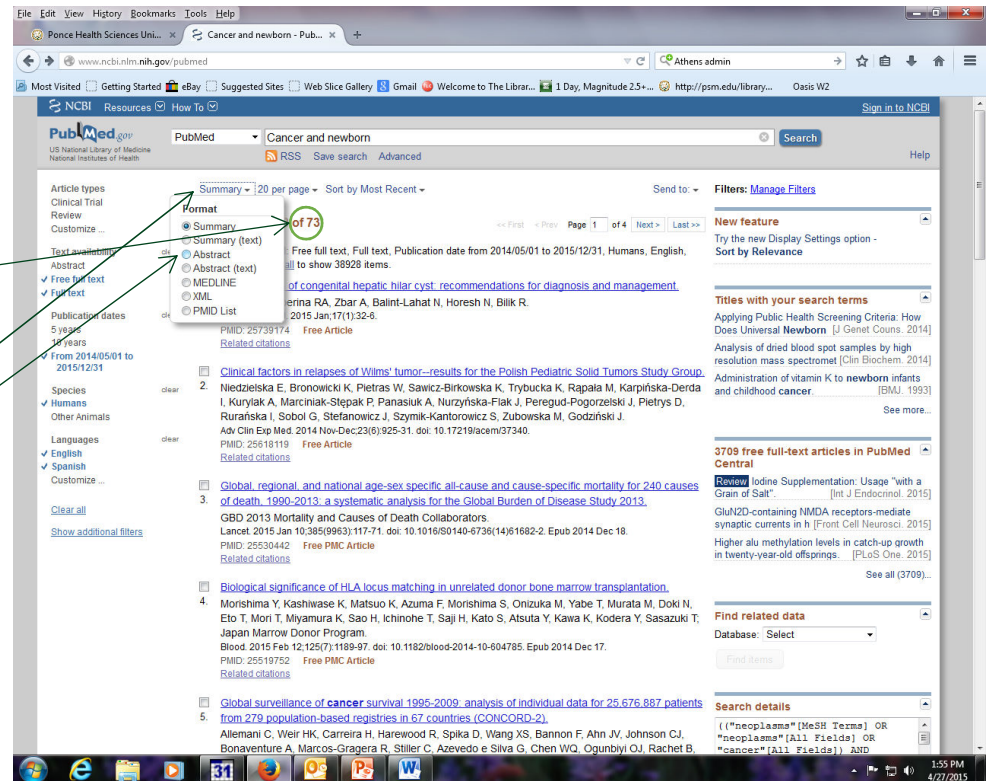 File Edit View History Bookmarks Tools Help
Ponce Health Sciences Uni... × Cancer and newborn - Pub... × +
www.ncbi.nlm.nih.gov/pubmed Athens admin
Most Visited Getting Started eBay Suggested Sites Web Slice Gallery Gmail Welcome to The Librar... 1 Day, Magnitude 2.5+... http://psm.edu/library... Oasis W2
NCBI Resources How To Sign in to NCBI
PubMed.gov
US National Library of Medicine
National Institutes of Health
PubMed Cancer and newborn Search
RSS Save search Advanced Help
Article types
Clinical Trial
Review
Customize ...
Text availability clear
Abstract
✓ Free full text
✓ Full text
Publication dates
5 years
10 years
✓ From 2014/05/01 to
2015/12/31
Species clear
✓ Humans
Other Animals
Languages clear
✓ English
✓ Spanish
Customize ...
Clear all
Show additional filters
Summary 20 per page Sort by Most Recent Send to:
Format
Summary
Summary (text)
Abstract
Abstract (text)
MEDLINE
XML
PMID List
of 73
<< First < Prev Page 1 of 4 Next > Last >>
: Free full text, Full text, Publication date from 2014/05/01 to 2015/12/31, Humans, English,
to show 38928 items.
of congenital hepatic hilar cyst: recommendations for diagnosis and management.
erina RA, Zbar A, Balint-Lahat N, Horesh N, Bilik R.
2015 Jan;17(1):32-6.
PMID: 25739174 Free Article
Related citations
Clinical factors in relapses of Wilms' tumor--results for the Polish Pediatric Solid Tumors Study Group.
2. Niedzielska E, Bronowicki K, Pietras W, Sawicz-Birkowska K, Trybucka K, Rapała M, Karpińska-Derda
I, Kurylak A, Marciniak-Stępak P, Panasiuk A, Nurzyńska-Flak J, Peregud-Pogorzelski J, Pietrys D,
Rurańska I, Sobol G, Stefanowicz J, Szymik-Kantorowicz S, Zubowska M, Godziński J.
Adv Clin Exp Med. 2014 Nov-Dec;23(6):925-31. doi: 10.17219/acem/37340.
PMID: 25618119 Free Article
Related citations
Global, regional, and national age-sex specific all-cause and cause-specific mortality for 240 causes
3. of death, 1990-2013: a systematic analysis for the Global Burden of Disease Study 2013.
GBD 2013 Mortality and Causes of Death Collaborators.
Lancet. 2015 Jan 10;385(9963):117-71. doi: 10.1016/S0140-6736(14)61682-2. Epub 2014 Dec 18.
PMID: 25530442 Free PMC Article
Related citations
Biological significance of HLA locus matching in unrelated donor bone marrow transplantation.
4. Morishima Y, Kashiwase K, Matsuo K, Azuma F, Morishima S, Onizuka M, Yabe T, Murata M, Doki N,
Eto T, Mori T, Miyamura K, Sao H, Ichinohe T, Saji H, Kato S, Atsuta Y, Kawa K, Kodera Y, Sasazuki T;
Japan Marrow Donor Program.
Blood. 2015 Feb 12;125(7):1189-97. doi: 10.1182/blood-2014-10-604785. Epub 2014 Dec 17.
PMID: 25519752 Free PMC Article
Related citations
Global surveillance of cancer survival 1995-2009: analysis of individual data for 25,676,887 patients
5. from 279 population-based registries in 67 countries (CONCORD-2).
Allemani C, Weir HK, Carreira H, Harewood R, Spika D, Wang XS, Bannon F, Ahn JV, Johnson CJ,
Bonaventure A, Marcos-Gragera R, Stiller C, Azevedo e Silva G, Chen WQ, Ogunbiyi OJ, Rachet B,
Filters: Manage Filters
New feature
Try the new Display Settings option -
Sort by Relevance
Titles with your search terms
Applying Public Health Screening Criteria: How
Does Universal Newborn [J Genet Couns. 2014]
Analysis of dried blood spot samples by high
resolution mass spectromet [Clin Biochem. 2014]
Administration of vitamin K to newborn infants
and childhood cancer. [BMJ. 1993]
See more...
3709 free full-text articles in PubMed
Central
Review Iodine Supplementation: Usage "with a
Grain of Salt". [Int J Endocrinol. 2015]
GluN2D-containing NMDA receptors-mediate
synaptic currents in h [Front Cell Neurosci. 2015]
Higher alu methylation levels in catch-up growth
in twenty-year-old offsprings. [PLoS One. 2015]
See all (3709)...
Find related data
Database: Select
Find items
Search details
(("neoplasms"[MeSH Terms] OR
"neoplasms"[All Fields] OR
"cancer"[All Fields]) AND
31
1:55 PM
4/27/2015